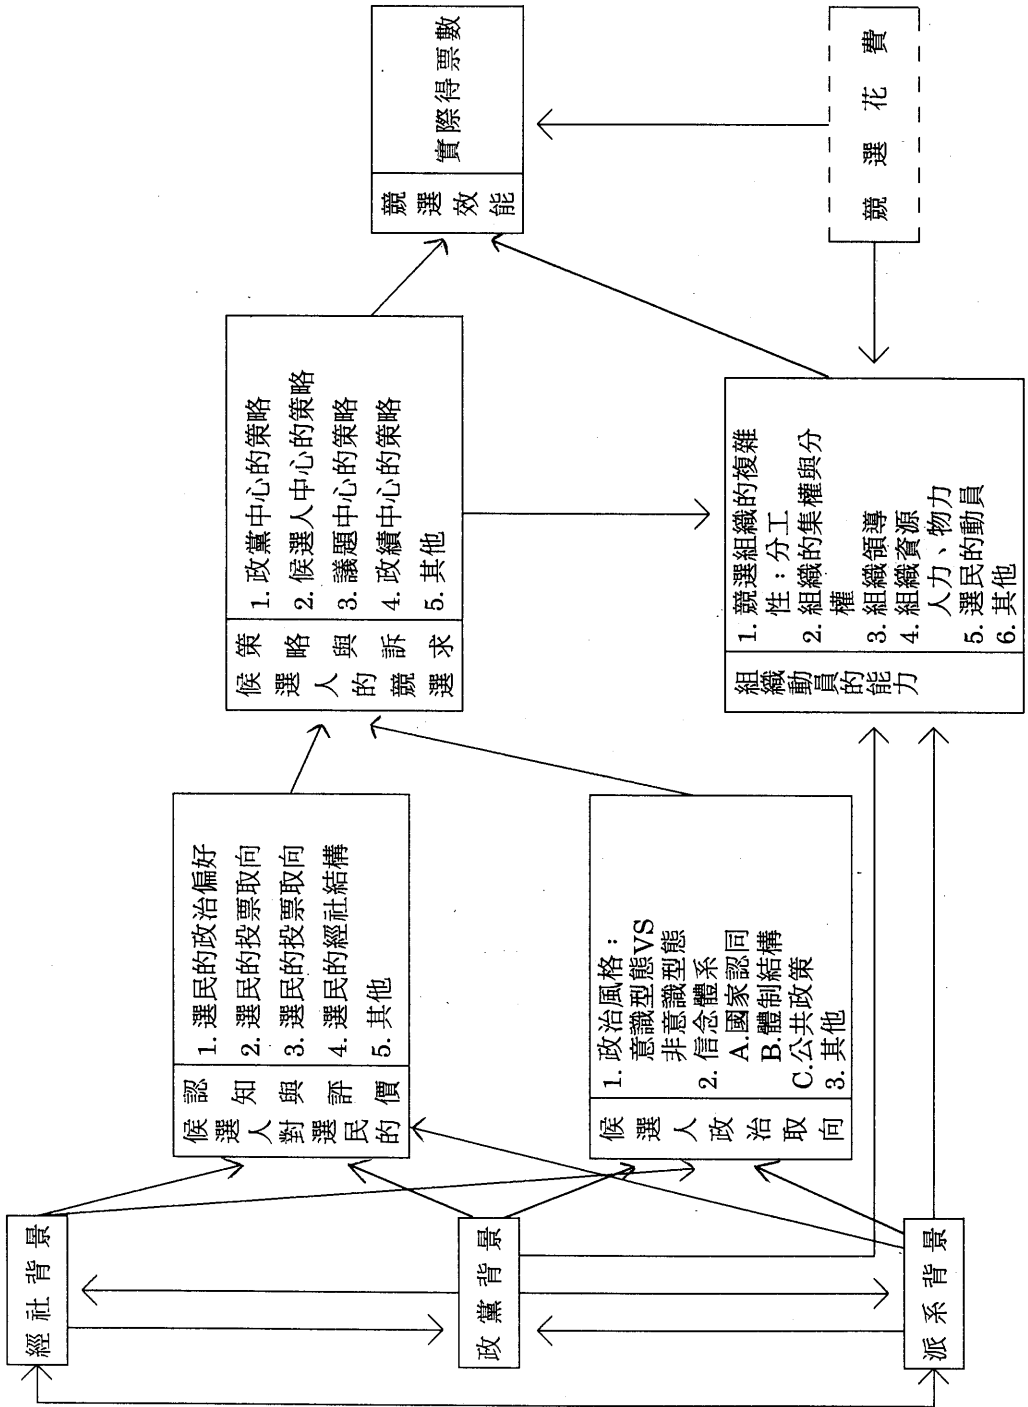 經社背景
政黨背景
派系背景
候選人對選民的
認知與評價
1. 選民的政治偏好
2. 選民的投票取向
3. 選民的投票取向
4. 選民的經社結構
5. 其他
候選人政治取向
1. 政治風格：
意識型態VS
非意識型態
2. 信念體系
A.國家認同
B.體制結構
C.公共政策
3. 其他
候選人的競選
策略與訴求
1. 政黨中心的策略
2. 候選人中心的策略
3. 議題中心的策略
4. 政績中心的策略
5. 其他
組織動員的能力
1. 競選組織的複雜
性：分工
2. 組織的集權與分
權
3. 組織領導
4. 組織資源
人力、物力
5. 選民的動員
6. 其他
競選效能
實際得票數
競選花費